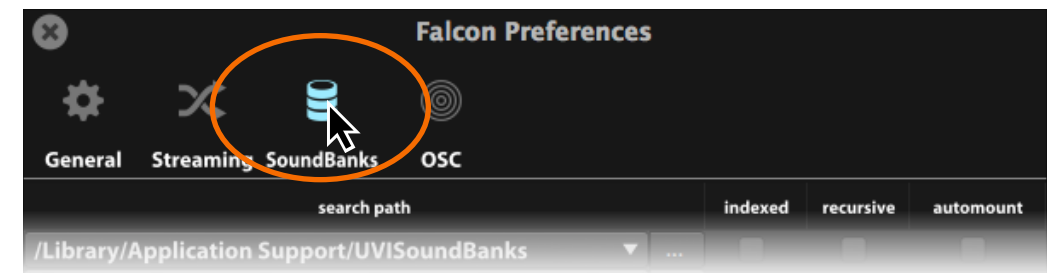 Falcon Preferences
General Streaming SoundBanks OSC
search path indexed recursive automount
/Library/Application Support/UVISoundBanks ...